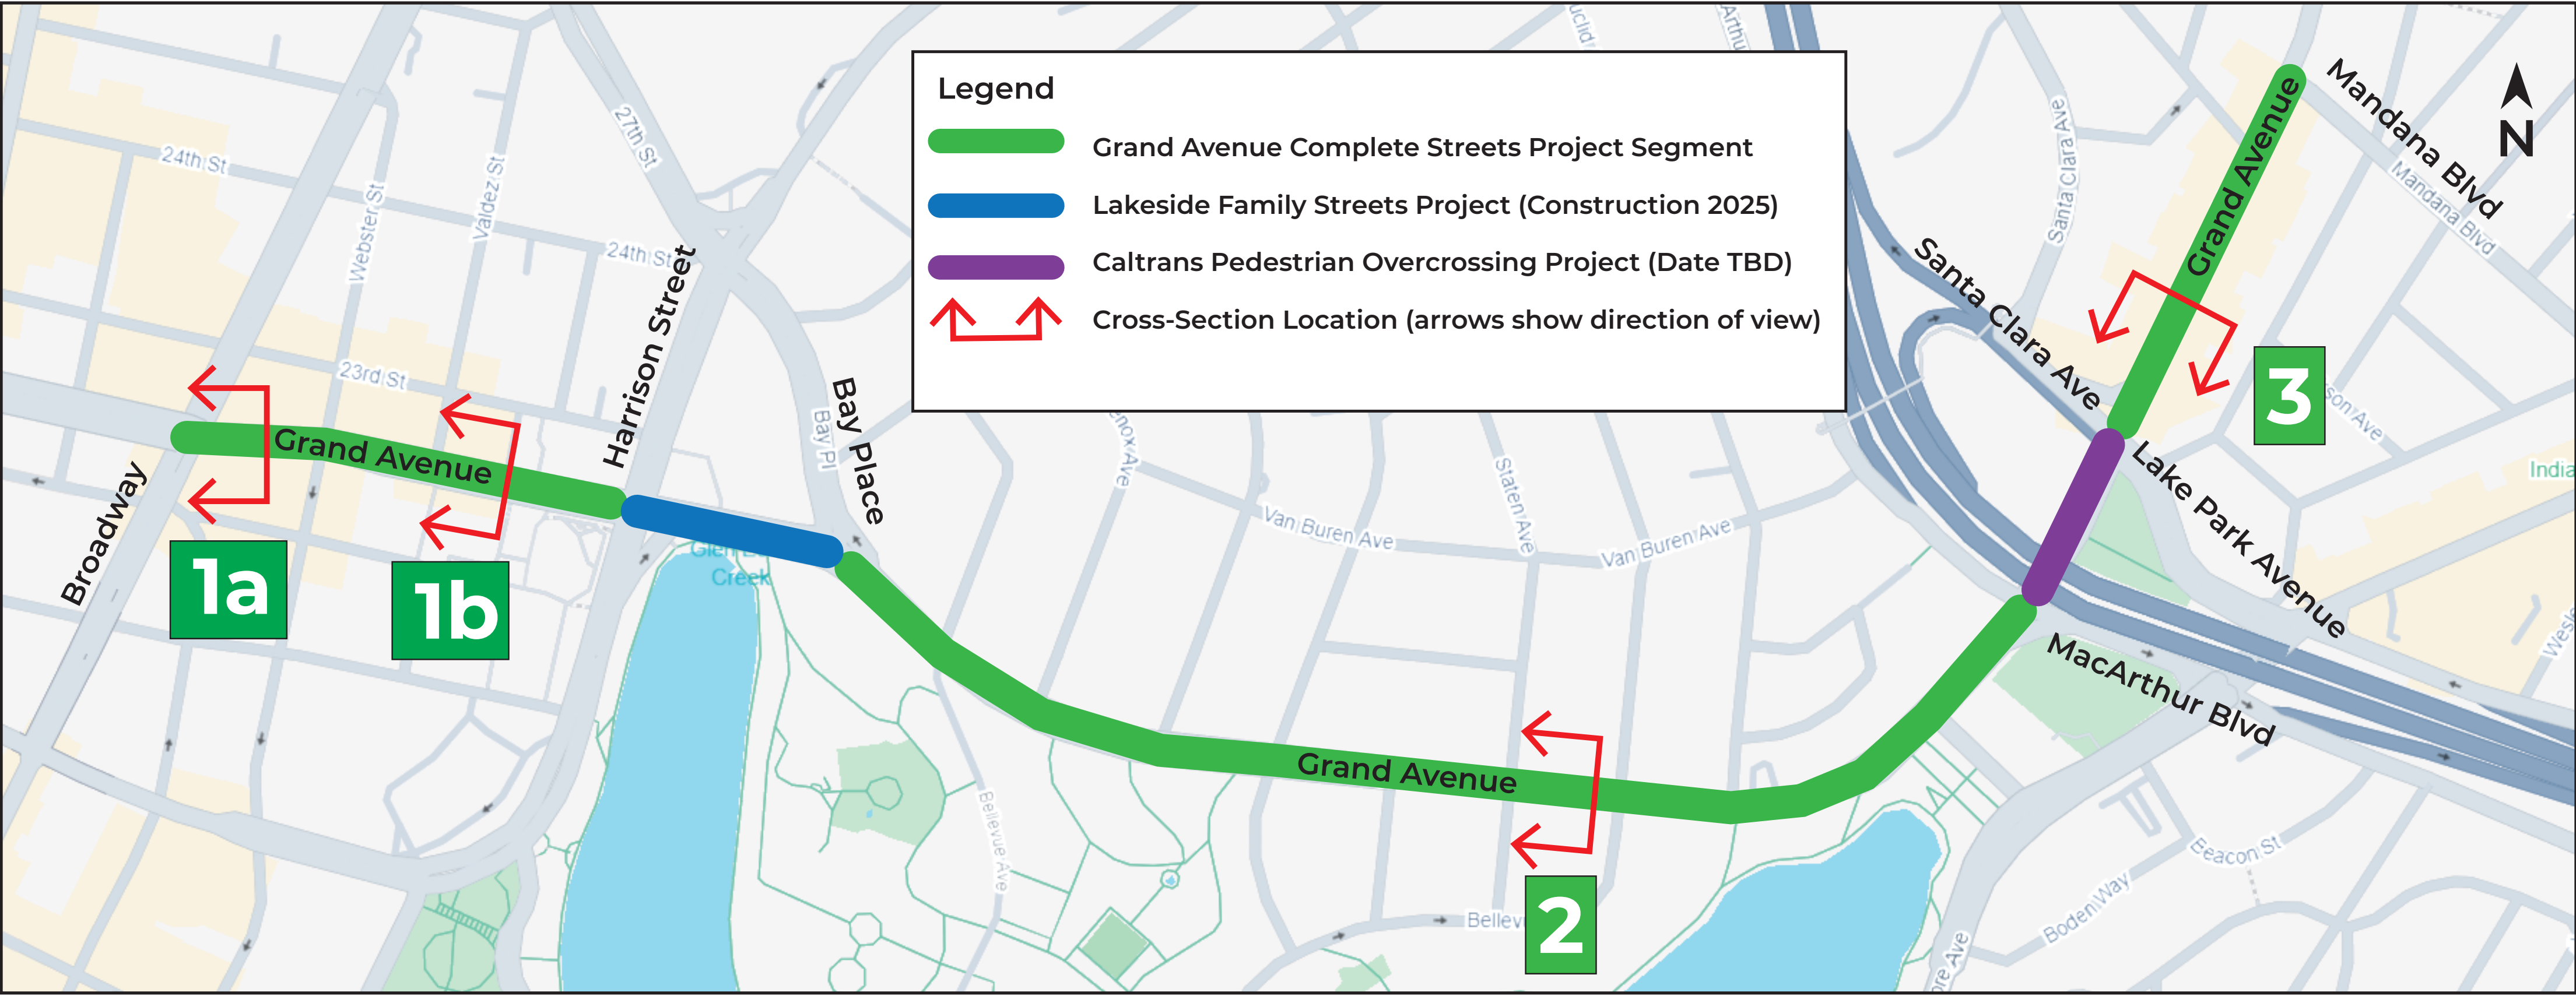 Legend
Grand Avenue Complete Streets Project Segment
Lakeside Family Streets Project (Construction 2025)
Caltrans Pedestrian Overcrossing Project (Date TBD)
Cross-Section Location (arrows show direction of view)
N
Mandana Blvd
Mandana Blvd
Grand Avenue
Santa Clara Ave
Santa Clara Ave
3
Lake Park Avenue
MacArthur Blvd
27th St
24th St
24th St
Webster St
Valdez St
23rd St
Harrison Street
Bay Place
Bay Pl
Grand Avenue
Broadway
1a
1b
Creek
Van Buren Ave
Van Buren Ave
Staten Ave
Grand Avenue
2
Bellevue Ave
Beacon St
Boden Way